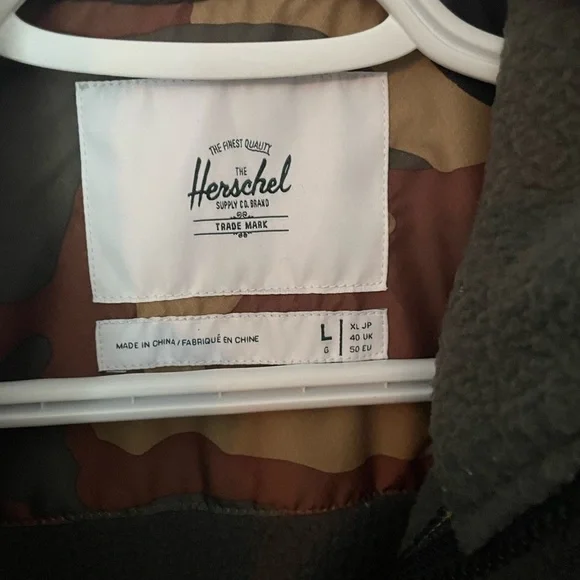 THE FINEST QUALITY
THE
Herschel
SUPPLY CO. BRAND
TRADE MARK
MADE IN CHINA / FABRIQUÉ EN CHINE
L
G
XL JP
40 UK
50 EU